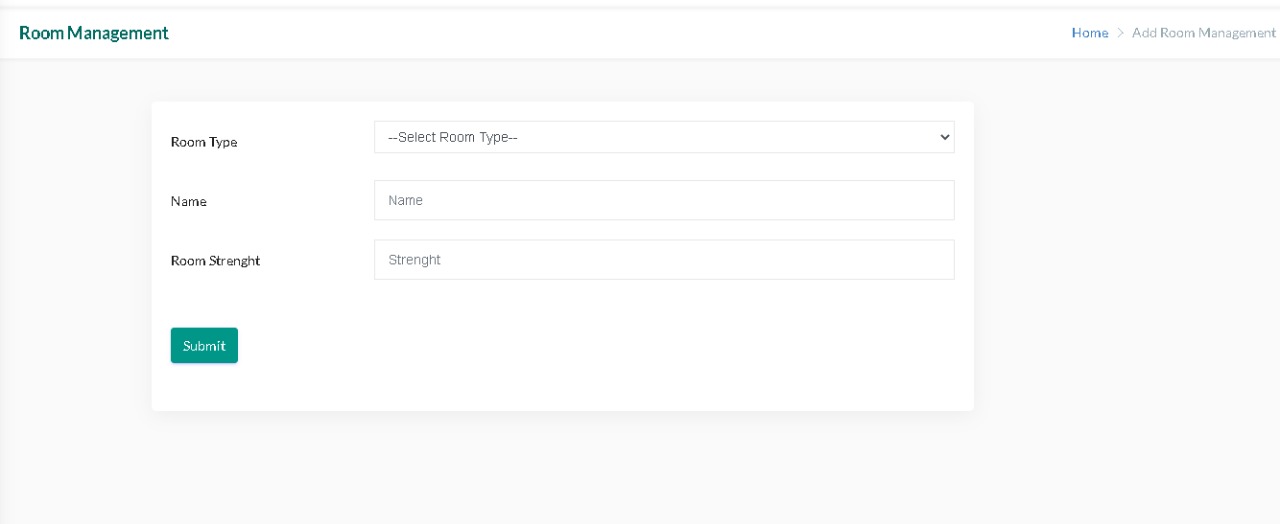 Room Management
Home > Add Room Management
Room Type
--Select Room Type--
Name
Name
Room Strenght
Strenght
Submit